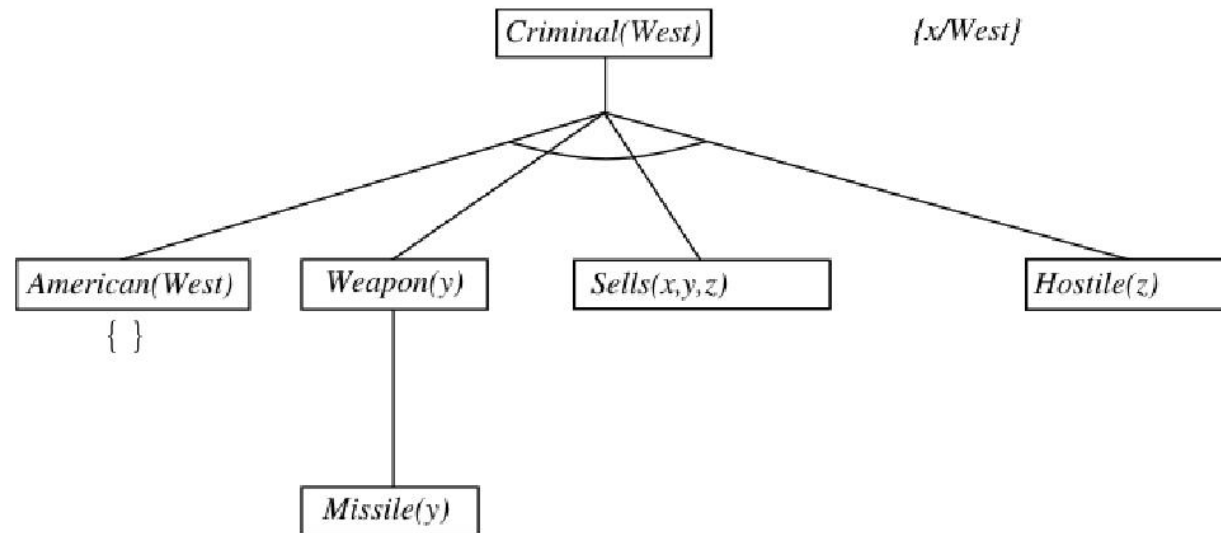 Criminal(West)
{x/West}
American(West)
Weapon(y)
Sells(x,y,z)
Hostile(z)
{ }
Missile(y)